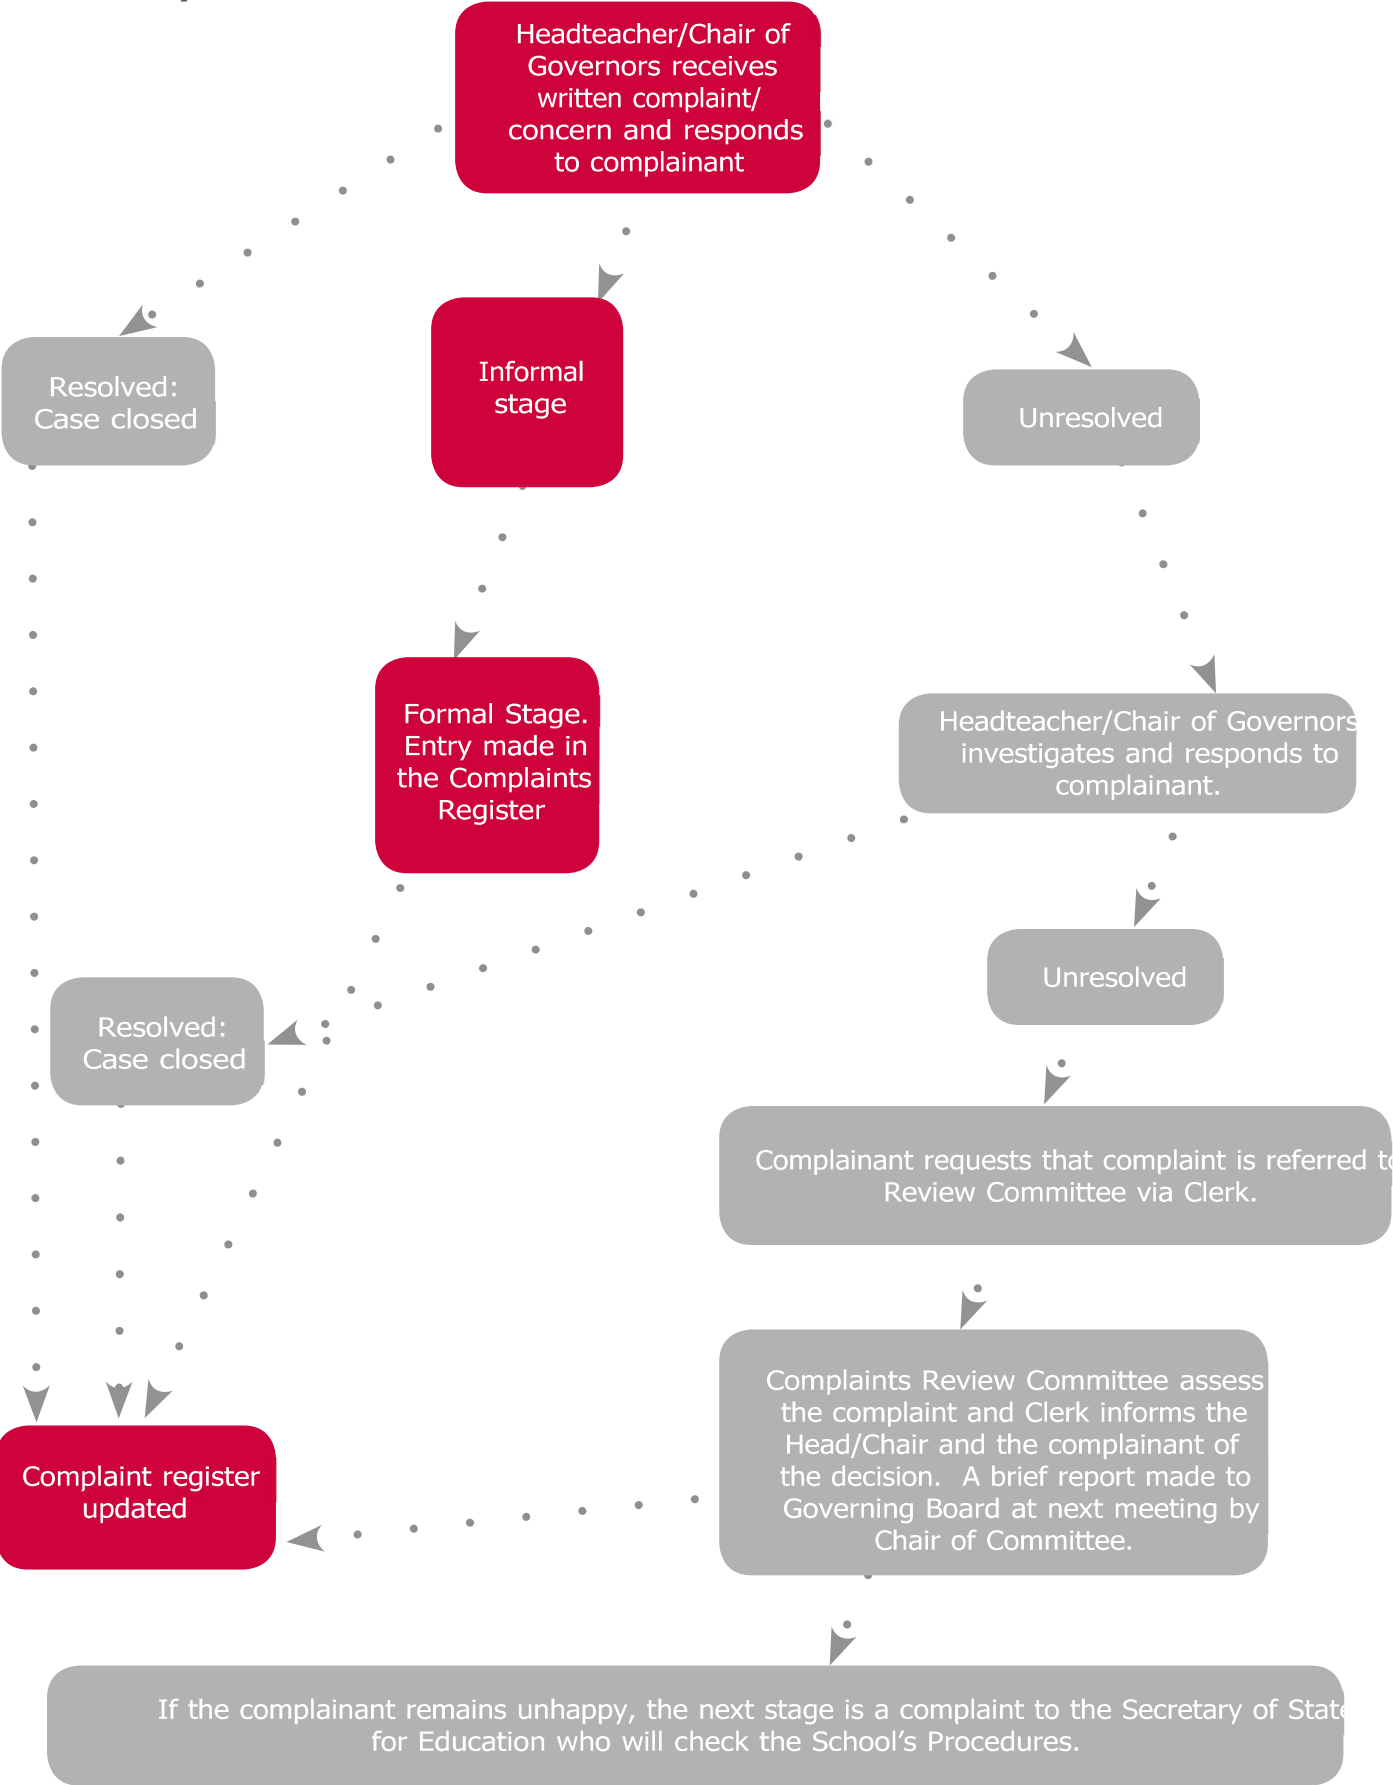 Headteacher/Chair of
Governors receives
written complaint/
concern and responds
to complainant
Resolved:
Case closed
Informal
stage
Unresolved
Formal Stage.
Entry made in
the Complaints
Register
Headteacher/Chair of Governors
investigates and responds to
complainant.
Resolved:
Case closed
Unresolved
Complainant requests that complaint is referred to
Review Committee via Clerk.
Complaints Review Committee assess
the complaint and Clerk informs the
Head/Chair and the complainant of
the decision.  A brief report made to
Governing Board at next meeting by
Chair of Committee.
Complaint register
updated
If the complainant remains unhappy, the next stage is a complaint to the Secretary of State
for Education who will check the School’s Procedures.